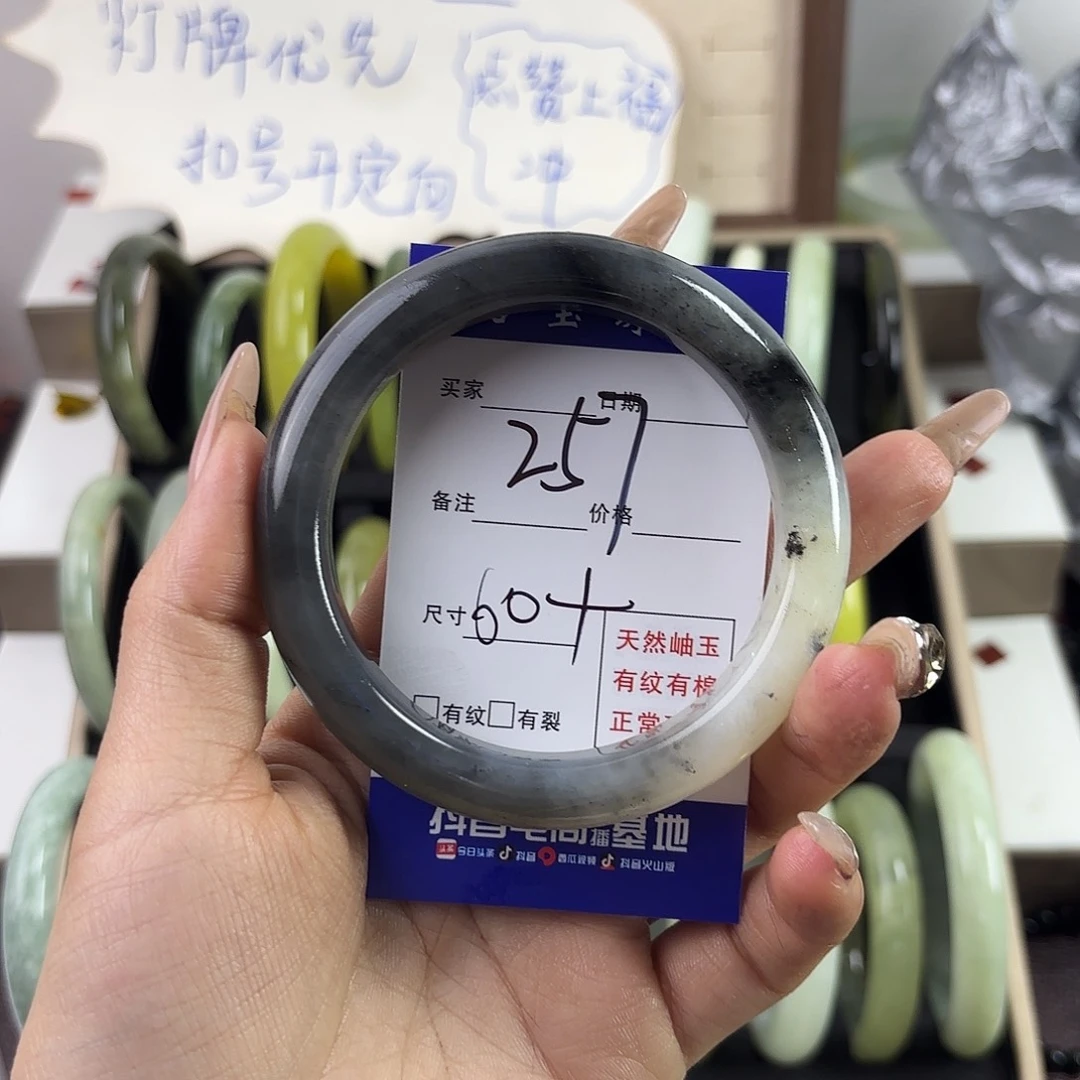 灯牌优先
点赞上福
冲
扣号开定向
买家
日期
257
备注
价格
尺寸 60+
天然岫玉
有纹有棉
正常
有纹 有裂
抖音电商直播基地
今日头条 抖音 西瓜视频 抖音火山版